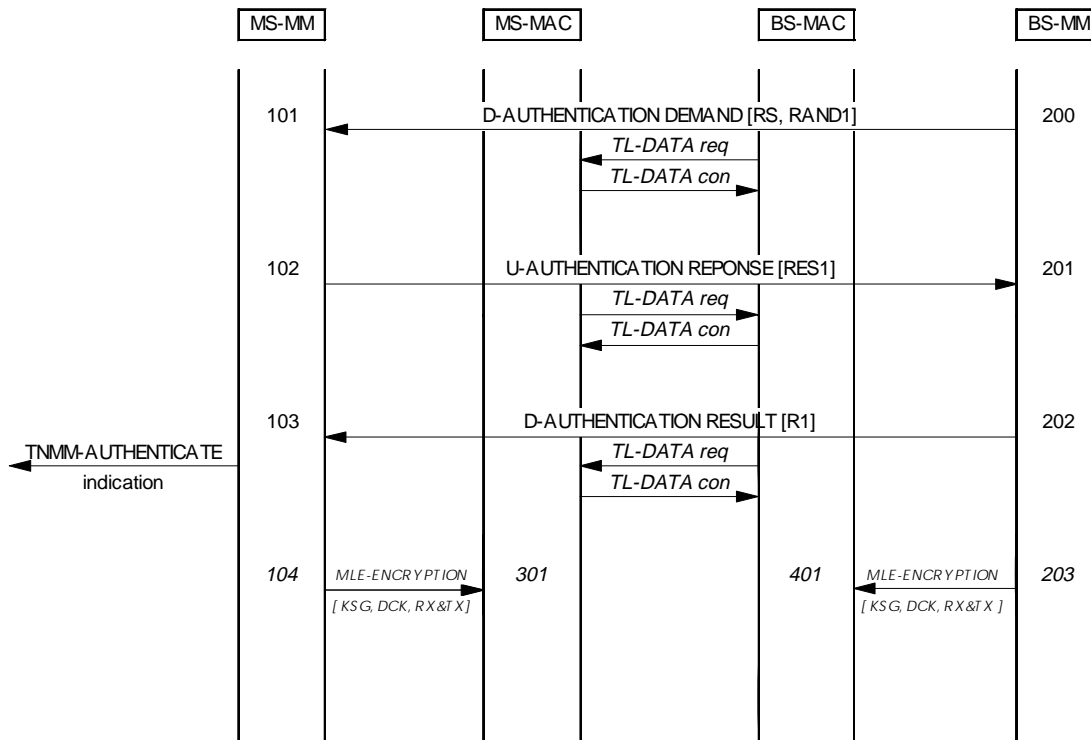 MS-MM MS-MAC BS-MAC BS-MM
101 D-AUTHENTICATION DEMAND [RS, RAND1] 200
TL-DATA req
TL-DATA con
102 U-AUTHENTICATION REPONSE [RES1] 201
TL-DATA req
TL-DATA con
103 D-AUTHENTICATION RESULT [R1] 202
TNMM-AUTHENTICATE TL-DATA req
indication TL-DATA con
104 MLE-ENCRYPTION 301 401 MLE-ENCRYPTION 203
[KSG, DCK, RX&TX] [KSG, DCK, RX&TX]